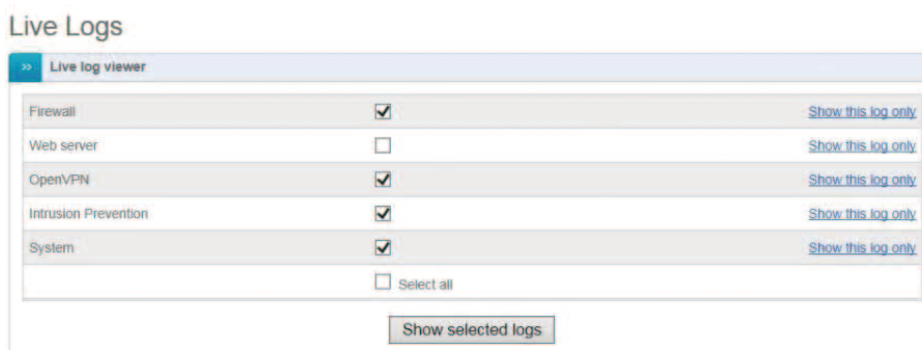 Live Logs
» Live log viewer
Firewall Show this log only
Web server Show this log only
OpenVPN Show this log only
Intrusion Prevention Show this log only
System Show this log only
Select all
Show selected logs